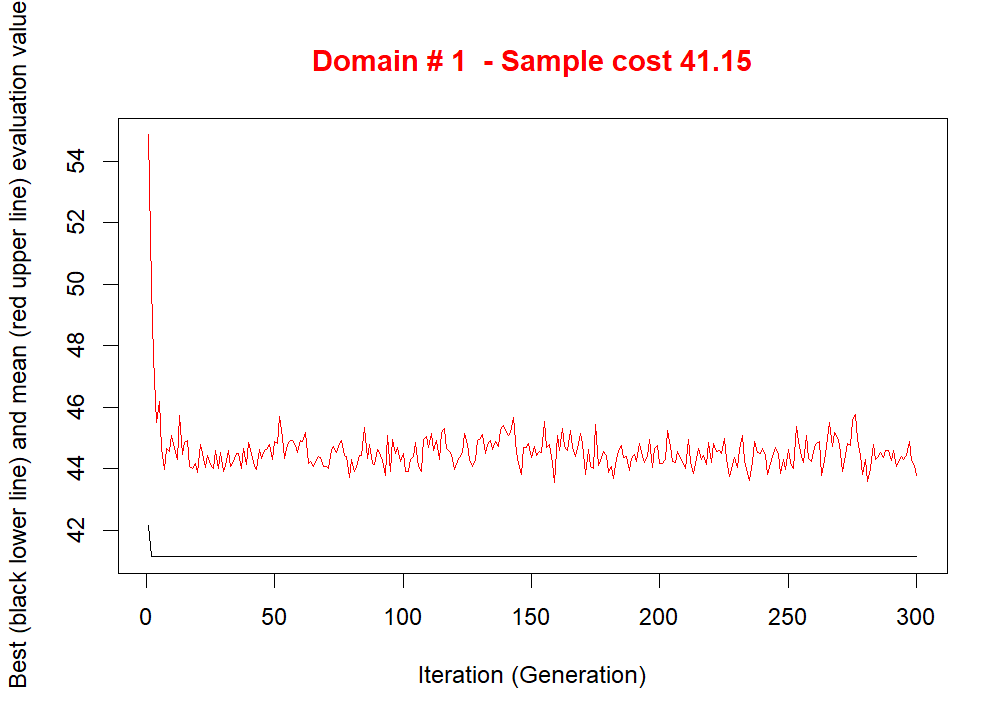 Domain # 1  - Sample cost 41.15
Best (black lower line) and mean (red upper line) evaluation value
54
52
50
48
46
44
42
0 50 100 150 200 250 300
Iteration (Generation)